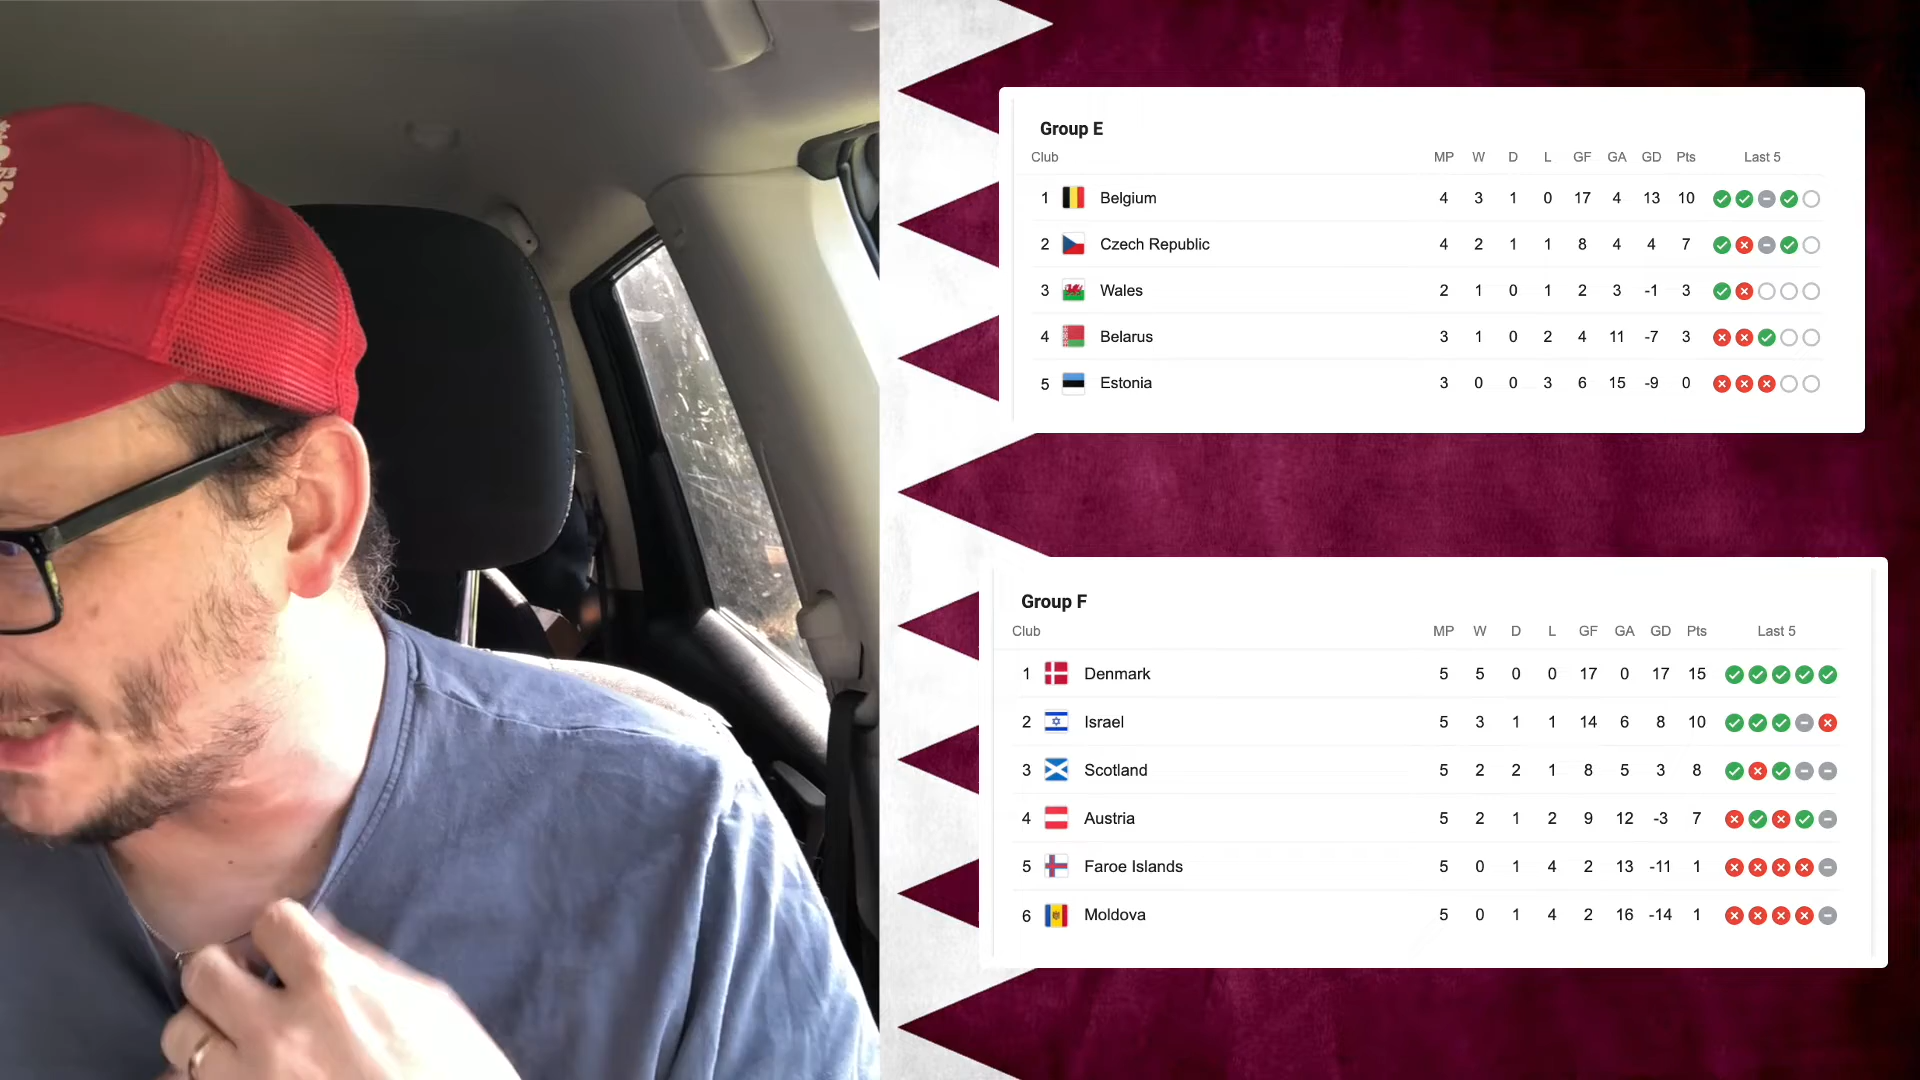 Group E
Club MP W D L GF GA GD Pts Last 5
1 Belgium 4 3 1 0 17 4 13 10
2 Czech Republic 4 2 1 1 8 4 4 7
3 Wales 2 1 0 1 2 3 -1 3
4 Belarus 3 1 0 2 4 11 -7 3
5 Estonia 3 0 0 3 6 15 -9 0
Group F
Club MP W D L GF GA GD Pts Last 5
1 Denmark 5 5 0 0 17 0 17 15
2 Israel 5 3 1 1 14 6 8 10
3 Scotland 5 2 2 1 8 5 3 8
4 Austria 5 2 1 2 9 12 -3 7
5 Faroe Islands 5 0 1 4 2 13 -11 1
6 Moldova 5 0 1 4 2 16 -14 1